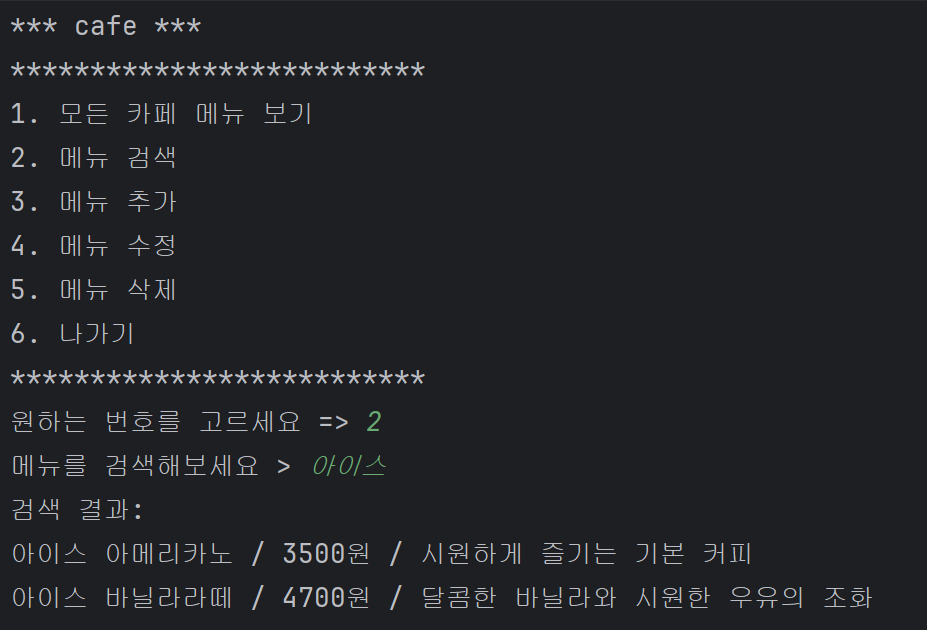 *** cafe ***
**************************
1. 모든 카페 메뉴 보기
2. 메뉴 검색
3. 메뉴 추가
4. 메뉴 수정
5. 메뉴 삭제
6. 나가기
**************************
원하는 번호를 고르세요 => 2
메뉴를 검색해보세요 > 아이스
검색 결과:
아이스 아메리카노 / 3500원 / 시원하게 즐기는 기본 커피
아이스 바닐라라떼 / 4700원 / 달콤한 바닐라와 시원한 우유의 조화